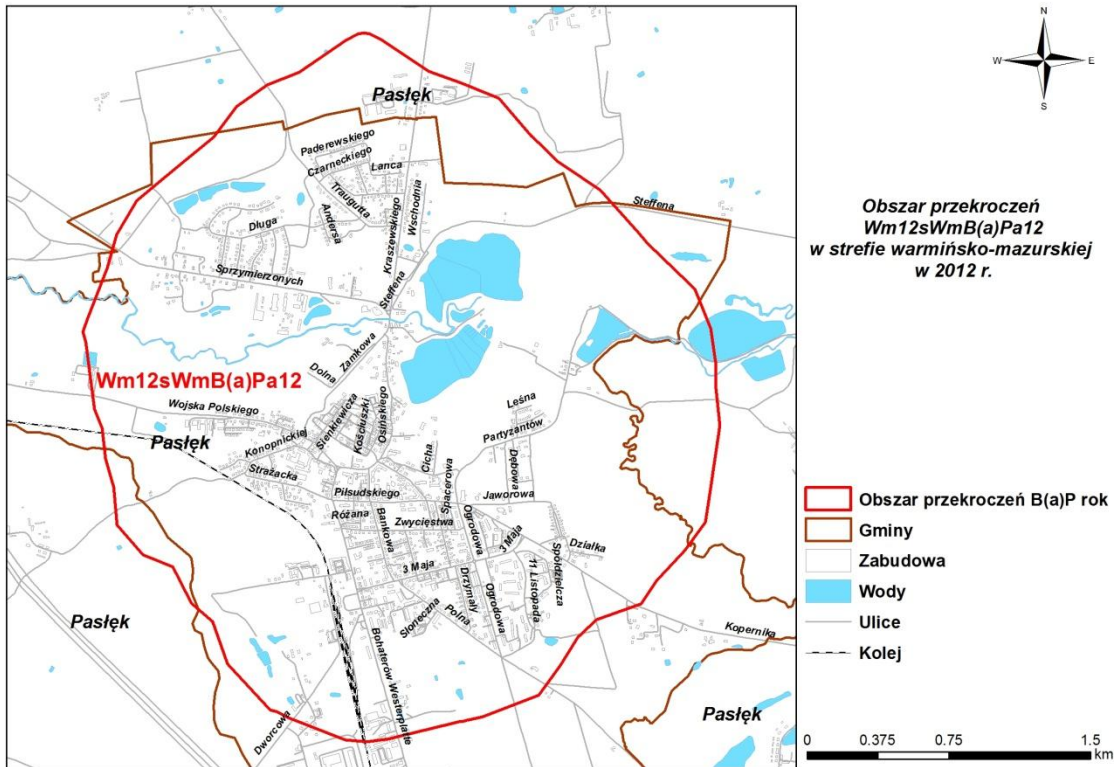 Pasłęk
Paderewskiego
Czarneckiego
Lanca
Traugutta
Andersa
Kraszewskiego
Wschodnia
Długa
Sprzymierzonych
Steffena
Steffena
Zamkowa
Dolna
Wm12sWmB(a)Pa12
Wojska Polskiego
Pasłęk
Konopnickiej
Sienkiewicza
Kościuszki
Osińskiego
Strażacka
Cicha
Leśna
Partyzantów
Dębowa
Jaworowa
Piłsudskiego
Spacerowa
Różana
Bankowa
Zwycięstwa
Ogrodowa
3 Maja
3 Maja
Działka
Spółdzielcza
11 Listopada
Drzymały
Ogrodowa
Słoneczna
Polna
Kopernika
Pasłęk
Bohaterów Westerplatte
Dworcowa
Pasłęk
N
W
E
S
Obszar przekroczeń
Wm12sWmB(a)Pa12
w strefie warmińsko-mazurskiej
w 2012 r.
Obszar przekroczeń B(a)P rok
Gminy
Zabudowa
Wody
Ulice
Kolej
0 0.375 0.75 1.5
km